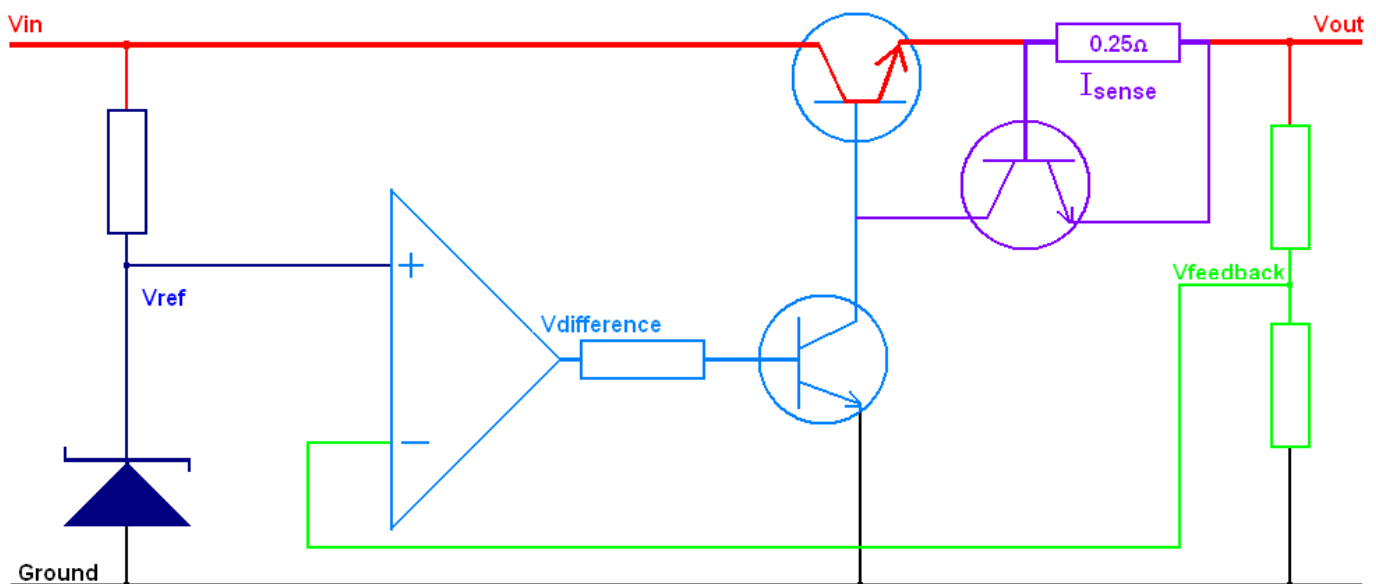 Vin
Vout
0.25Ω
Isense
Vref
+
Vdifference
Vfeedback
−
Ground